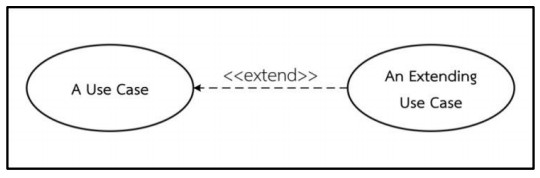 A Use Case
<<extend>>
An Extending
Use Case